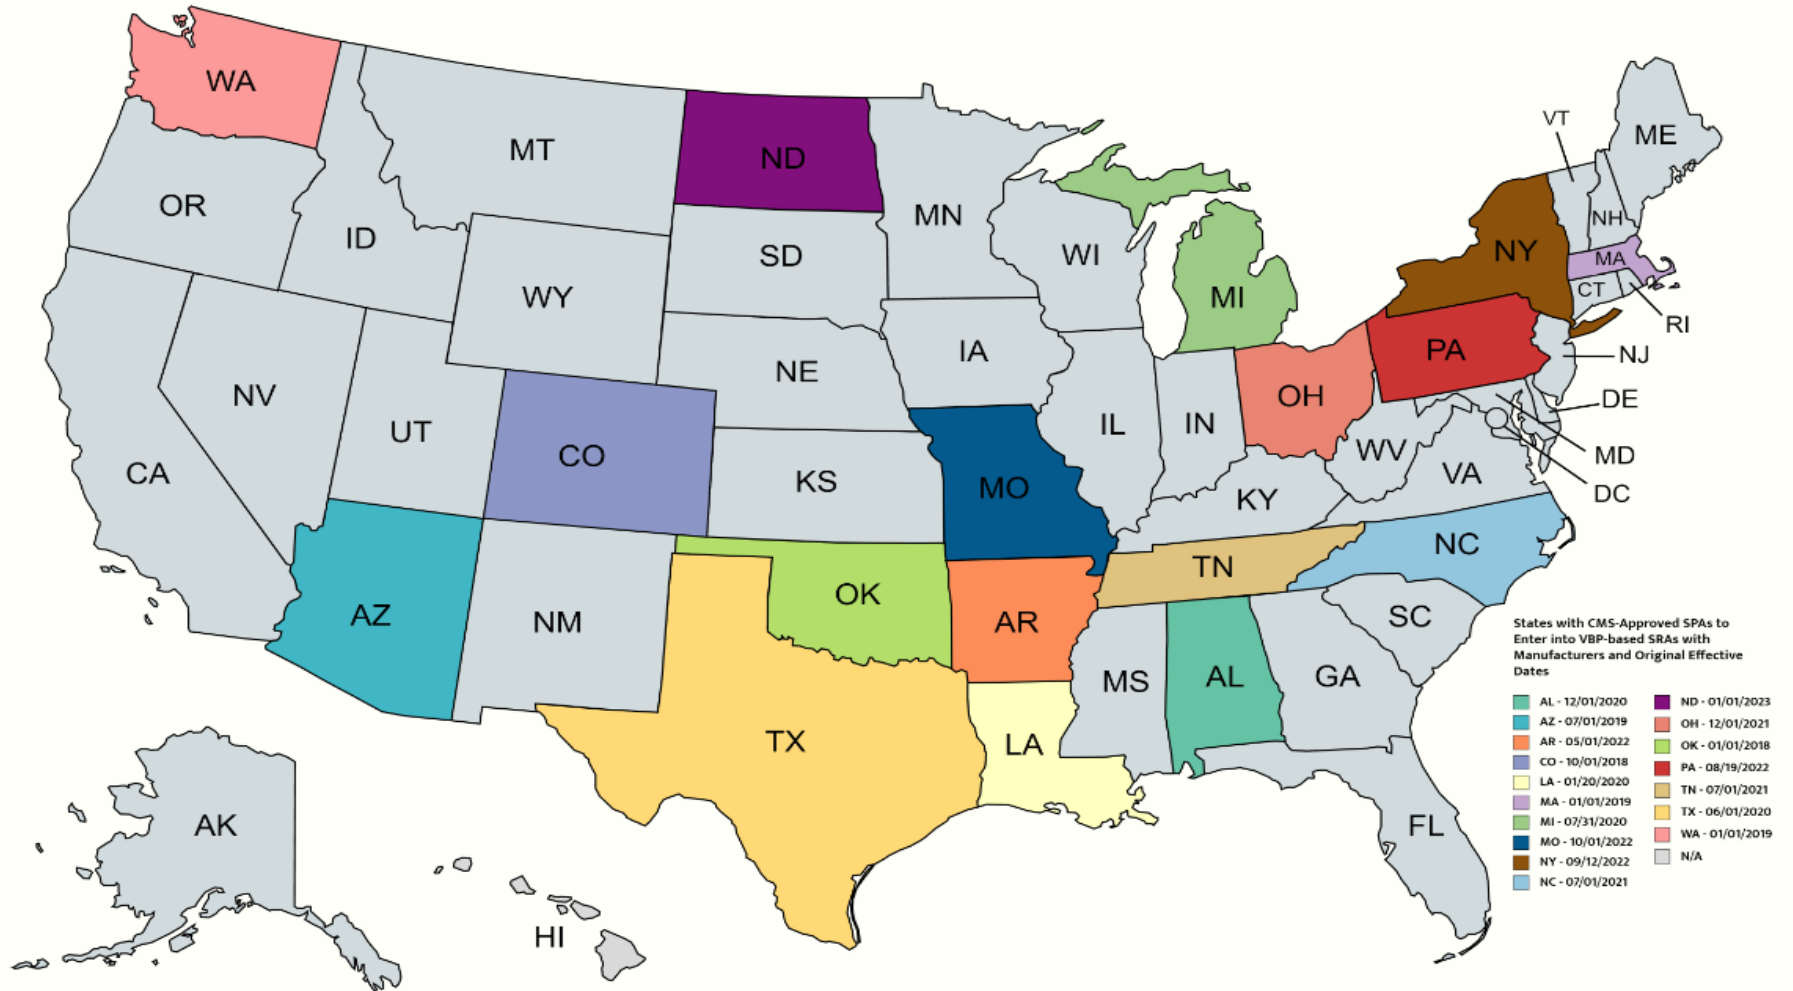 WA
VT
ME
MT
ND
OR
MN
NH
ID
SD
WI
NY
MA
WY
MI
CT
RI
IA
PA
NJ
NE
NV
OH
DE
UT
IL
IN
CO
WV
MD
CA
KS
MO
VA
DC
KY
NC
TN
OK
AZ
NM
AR
SC
MS
AL
GA
TX
LA
AK
FL
HI
States with CMS-Approved SPAs to
Enter into VBP-based SRAs with
Manufacturers and Original Effective
Dates
AL - 12/01/2020
AZ - 07/01/2019
AR - 05/01/2022
CO - 10/01/2018
LA - 01/20/2020
MA - 01/01/2019
MI - 07/31/2020
MO - 10/01/2022
NY - 09/12/2022
NC - 07/01/2021
ND - 01/01/2023
OH - 12/01/2021
OK - 01/01/2018
PA - 08/19/2022
TN - 07/01/2021
TX - 06/01/2020
WA - 01/01/2019
N/A